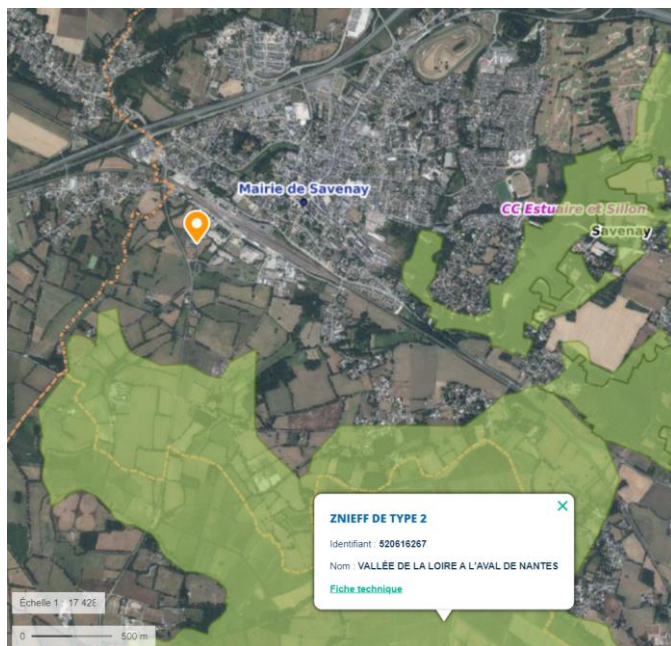 Mairie de Savenay
CC Estuaire et Sillon
Savenay
ZNIEFF DE TYPE 2
Identifiant : 520616267
Nom : VALLÉE DE LA LOIRE A L'AVAL DE NANTES
Fiche technique
Échelle 1 : 17 428
0 500 m